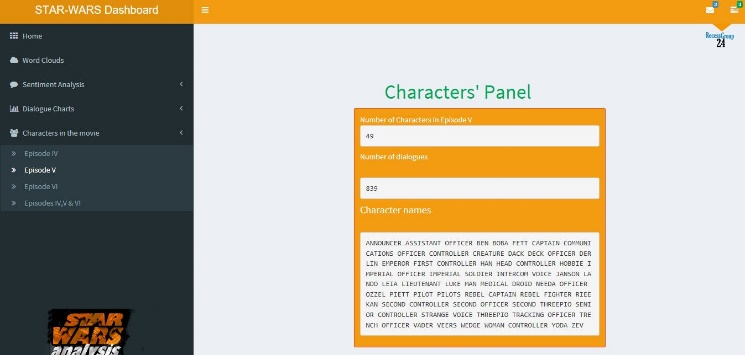 STAR-WARS Dashboard
Home
Word Clouds
Sentiment Analysis
Dialogue Charts
Characters in the movie
Episode IV
Episode V
Episode VI
Episodes IV,V & VI
RecessGroup
24
Characters' Panel
Number of Characters in Episode V
49
Number of dialogues
839
Character names
ANNOUNCER ASSISTANT OFFICER BEN BOBA FETT CAPTAIN COMMUNI
CATIONS OFFICER CONTROLLER CREATURE DACK DECK OFFICER DER
LIN EMPEROR FIRST CONTROLLER HAN HEAD CONTROLLER HOBBIE I
MPERIAL OFFICER IMPERIAL SOLDIER INTERCOM VOICE JANSON LA
NDO LEIA LIEUTENANT LUKE MAN MEDICAL DROID NEEDA OFFICER
OZZEL PIETT PILOT PILOTS REBEL CAPTAIN REBEL FIGHTER RIEE
KAN SECOND CONTROLLER SECOND OFFICER SECOND THREEPIO SENI
OR CONTROLLER STRANGE VOICE THREEPIO TRACKING OFFICER TRE
NCH OFFICER VADER VEERS WEDGE WOMAN CONTROLLER YODA ZEV
STAR
WARS
analysis